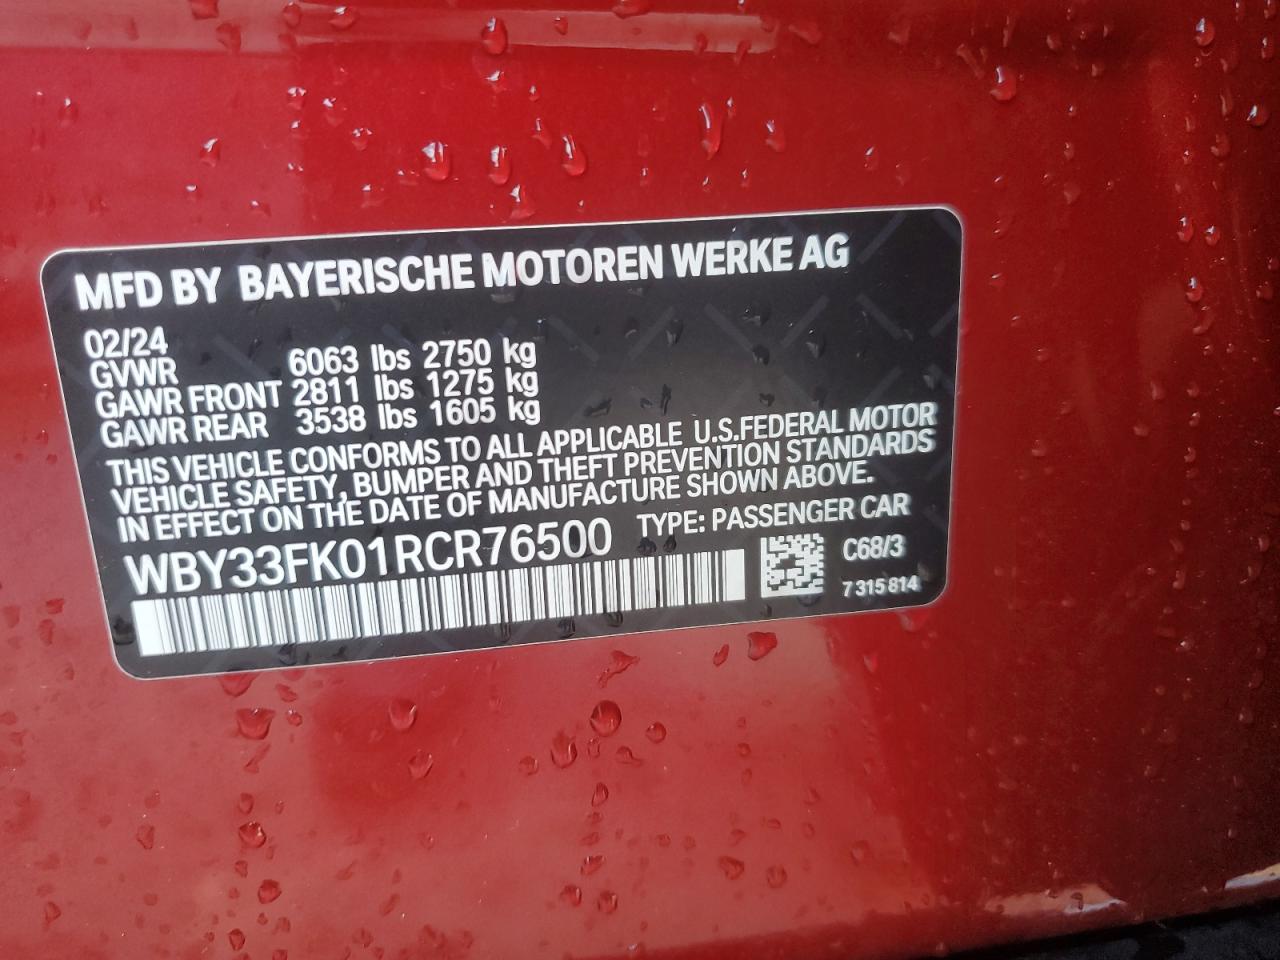 MFD BY BAYERISCHE MOTOREN WERKE AG
02/24
GVWR 6063 lbs 2750 kg
GAWR FRONT 2811 lbs 1275 kg
GAWR REAR 3538 lbs 1605 kg
THIS VEHICLE CONFORMS TO ALL APPLICABLE U.S.FEDERAL MOTOR
VEHICLE SAFETY, BUMPER AND THEFT PREVENTION STANDARDS
IN EFFECT ON THE DATE OF MANUFACTURE SHOWN ABOVE.
WBY33FK01RCR76500 TYPE: PASSENGER CAR
C68/3
7 315 814